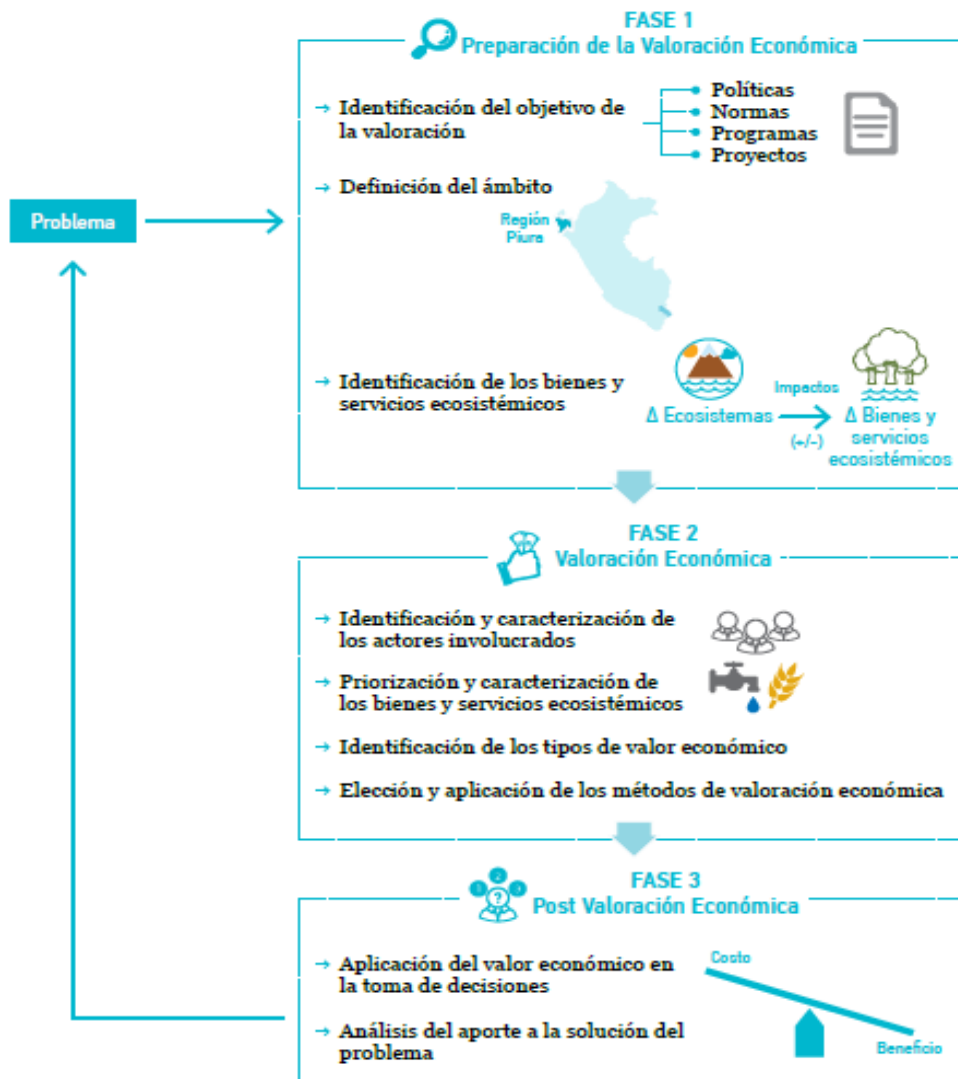 FASE 1
Preparación de la Valoración Económica
→ Identificación del objetivo de
la valoración
Políticas
Normas
Programas
Proyectos
→ Definición del ámbito
Problema
Región
Piura
→ Identificación de los bienes y
servicios ecosistémicos
Δ Ecosistemas
Impactos
(+/-)
Δ Bienes y
servicios
ecosistémicos
FASE 2
Valoración Económica
→ Identificación y caracterización de
los actores involucrados
→ Priorización y caracterización de
los bienes y servicios ecosistémicos
→ Identificación de los tipos de valor económico
→ Elección y aplicación de los métodos de valoración económica
2
?
FASE 3
Post Valoración Económica
→ Aplicación del valor económico en
la toma de decisiones
Costo
→ Análisis del aporte a la solución del
problema
Beneficio